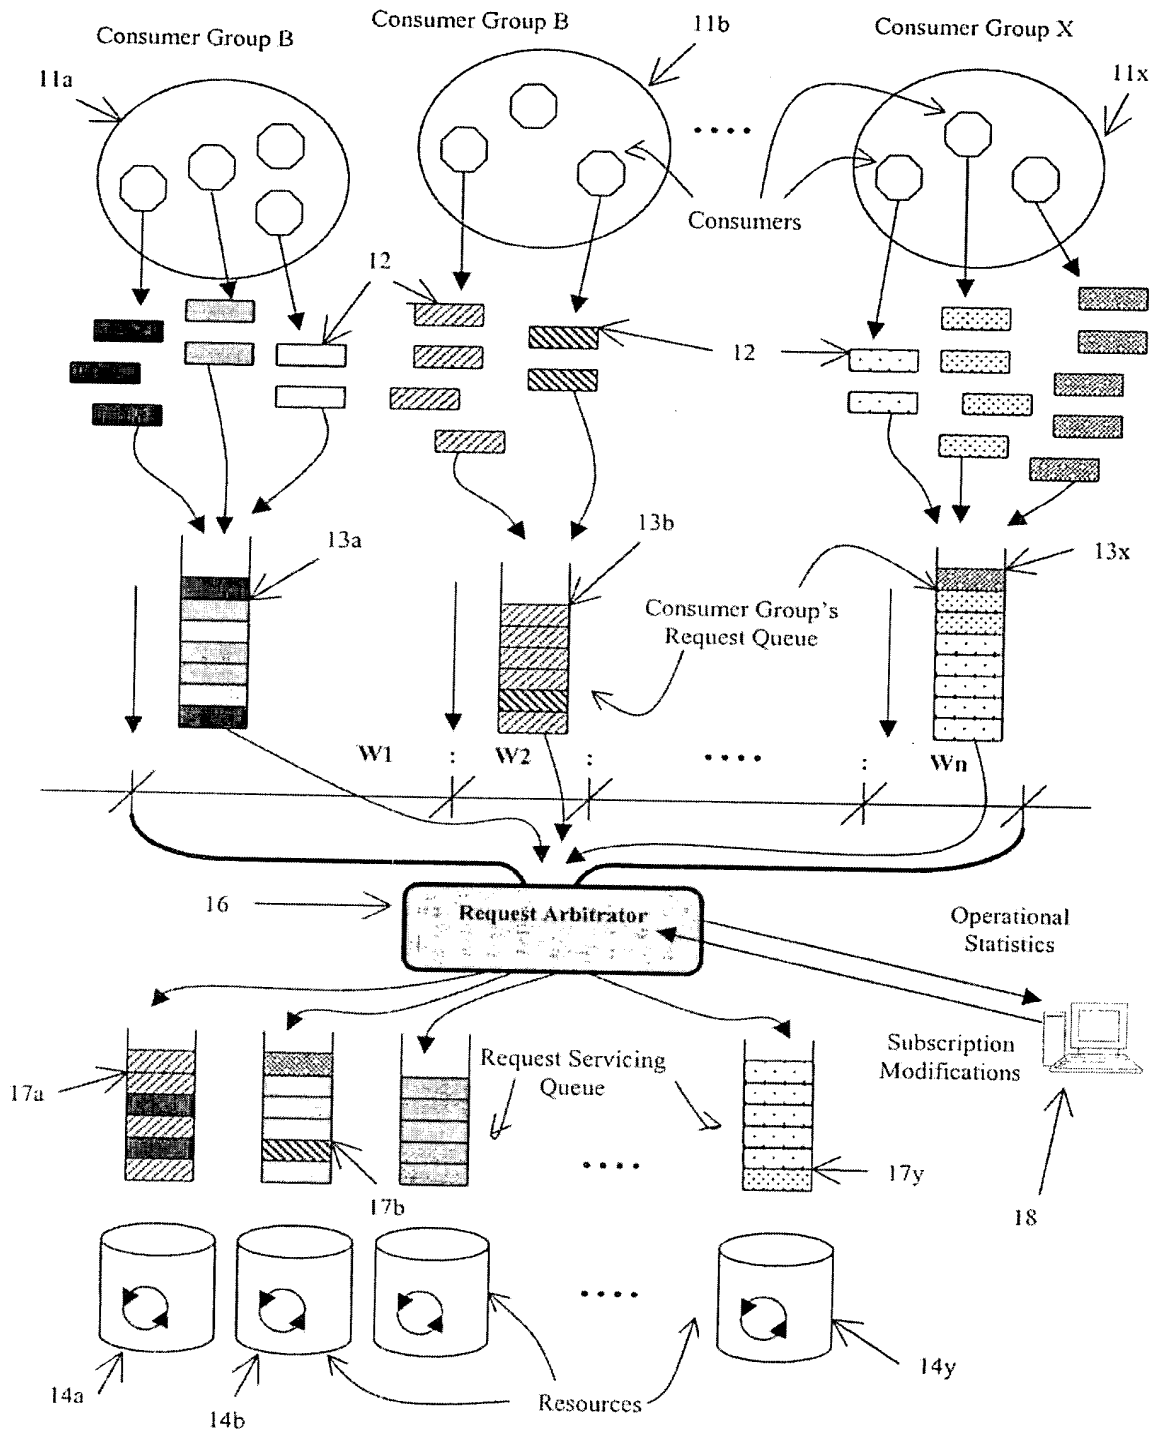 Consumer Group B
Consumer Group B
Consumer Group X
11a
11b
11x
Consumers
12
12
13a
13b
13x
Consumer Group's
Request Queue
W1
:
W2
:
:
Wn
16
Request Arbitrator
Operational
Statistics
Subscription
Modifications
Request Servicing
Queue
17a
17b
17y
18
14a
14b
Resources
14y